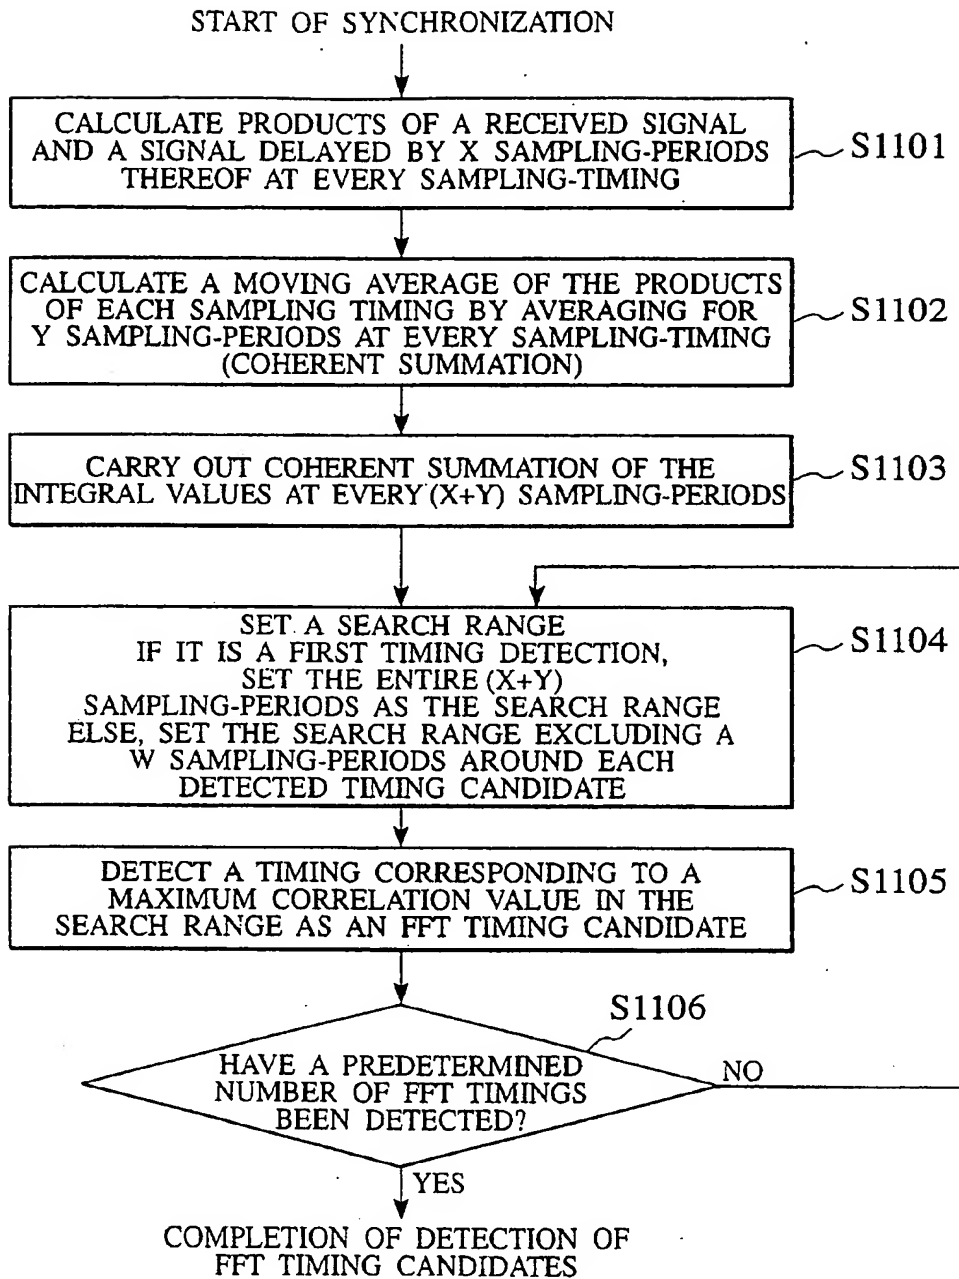 START OF SYNCHRONIZATION
CALCULATE PRODUCTS OF A RECEIVED SIGNAL
AND A SIGNAL DELAYED BY X SAMPLING-PERIODS
THEREOF AT EVERY SAMPLING-TIMING
S1101
CALCULATE A MOVING AVERAGE OF THE PRODUCTS
OF EACH SAMPLING TIMING BY AVERAGING FOR
Y SAMPLING-PERIODS AT EVERY SAMPLING-TIMING
(COHERENT SUMMATION)
S1102
CARRY OUT COHERENT SUMMATION OF THE
INTEGRAL VALUES AT EVERY (X+Y) SAMPLING-PERIODS
S1103
SET A SEARCH RANGE
IF IT IS A FIRST TIMING DETECTION,
SET THE ENTIRE (X+Y)
SAMPLING-PERIODS AS THE SEARCH RANGE
ELSE, SET THE SEARCH RANGE EXCLUDING A
W SAMPLING-PERIODS AROUND EACH
DETECTED TIMING CANDIDATE
S1104
DETECT A TIMING CORRESPONDING TO A
MAXIMUM CORRELATION VALUE IN THE
SEARCH RANGE AS AN FFT TIMING CANDIDATE
S1105
S1106
HAVE A PREDETERMINED
NUMBER OF FFT TIMINGS
BEEN DETECTED?
NO
YES
COMPLETION OF DETECTION OF
FFT TIMING CANDIDATES